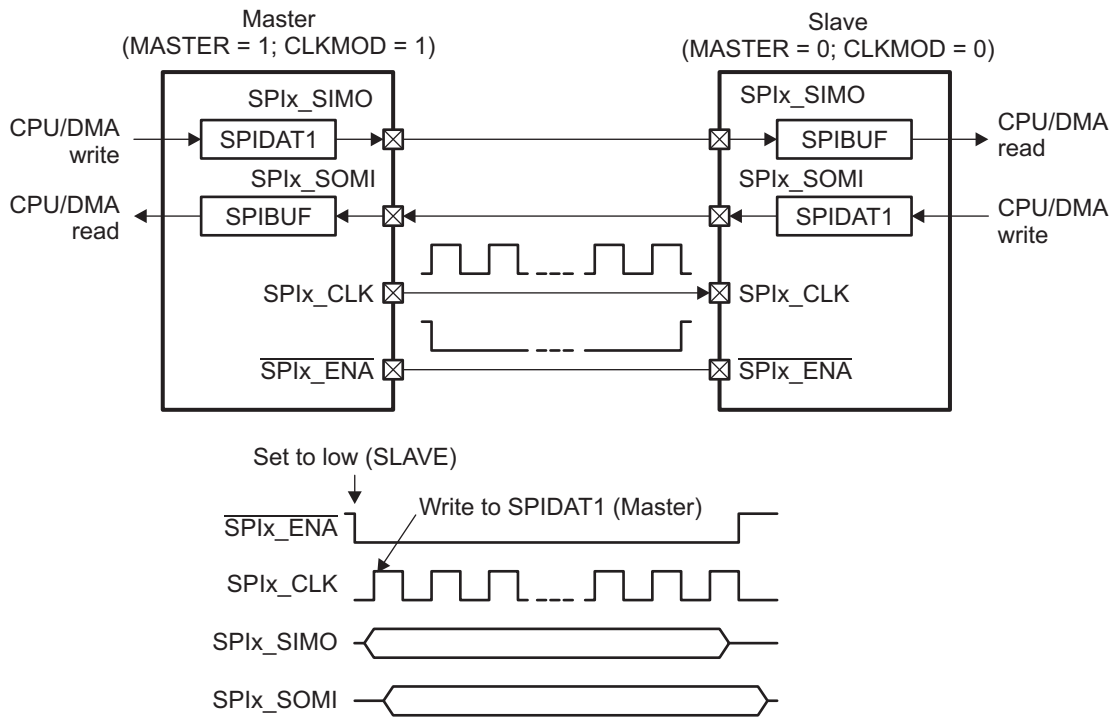 Master
(MASTER = 1; CLKMOD = 1)
Slave
(MASTER = 0; CLKMOD = 0)
SPIx_SIMO
SPIx_SIMO
CPU/DMA
write
SPIDAT1
SPIBUF
CPU/DMA
read
SPIx_SOMI
SPIx_SOMI
CPU/DMA
read
SPIBUF
SPIDAT1
CPU/DMA
write
SPIx_CLK
SPIx_CLK
SPIx_ENA
SPIx_ENA
Set to low (SLAVE)
Write to SPIDAT1 (Master)
SPIx_ENA
SPIx_CLK
SPIx_SIMO
SPIx_SOMI